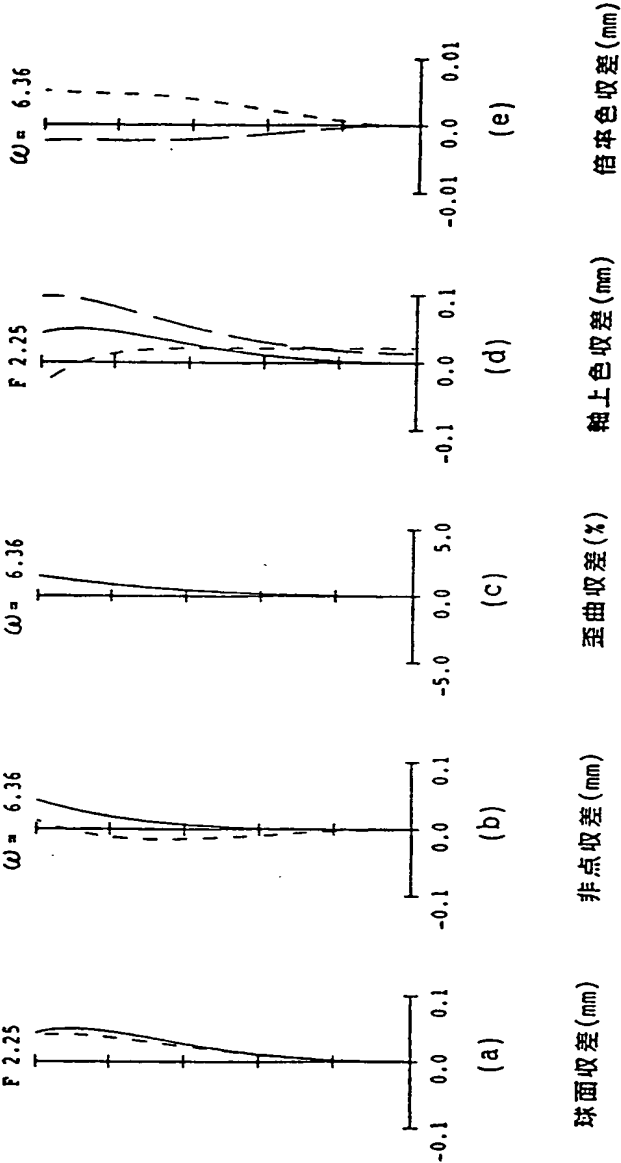 F 2.25
-0.1 0.0 0.1
(a)
球面収差(mm)
ω= 6.36
-0.1 0.0 0.1
(b)
非点収差(mm)
ω= 6.36
-5.0 0.0 5.0
(c)
歪曲収差(%)
F 2.25
-0.1 0.0 0.1
(d)
軸上色収差(mm)
ω= 6.36
-0.01 0.0 0.01
(e)
倍率色収差(mm)